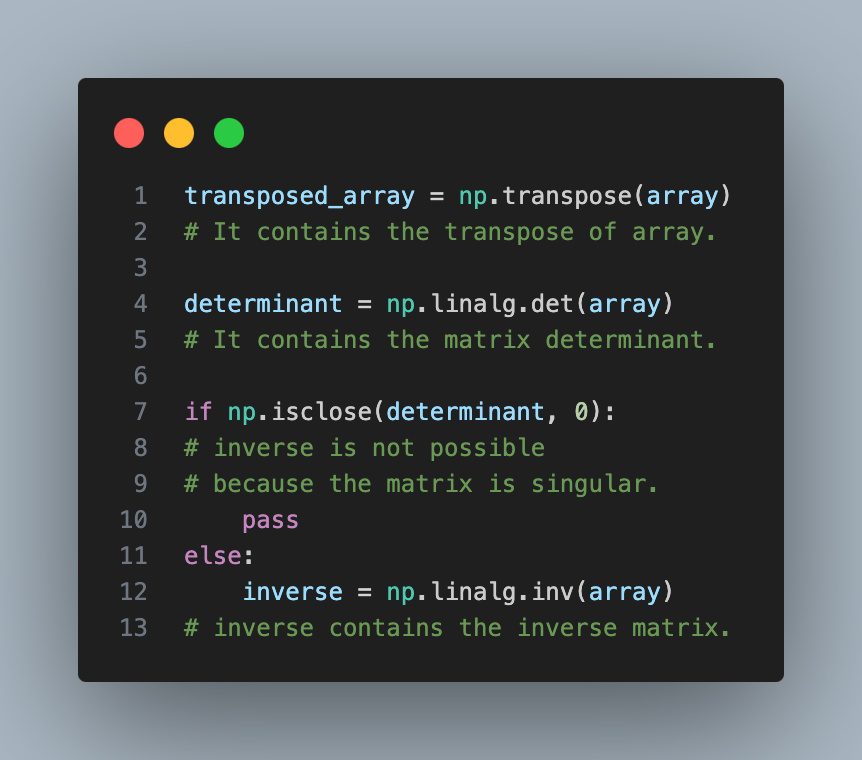 1 transposed_array = np.transpose(array)
2 # It contains the transpose of array.
3
4 determinant = np.linalg.det(array)
5 # It contains the matrix determinant.
6
7 if np.isclose(determinant, 0):
8 # inverse is not possible
9 # because the matrix is singular.
10     pass
11 else:
12     inverse = np.linalg.inv(array)
13 # inverse contains the inverse matrix.